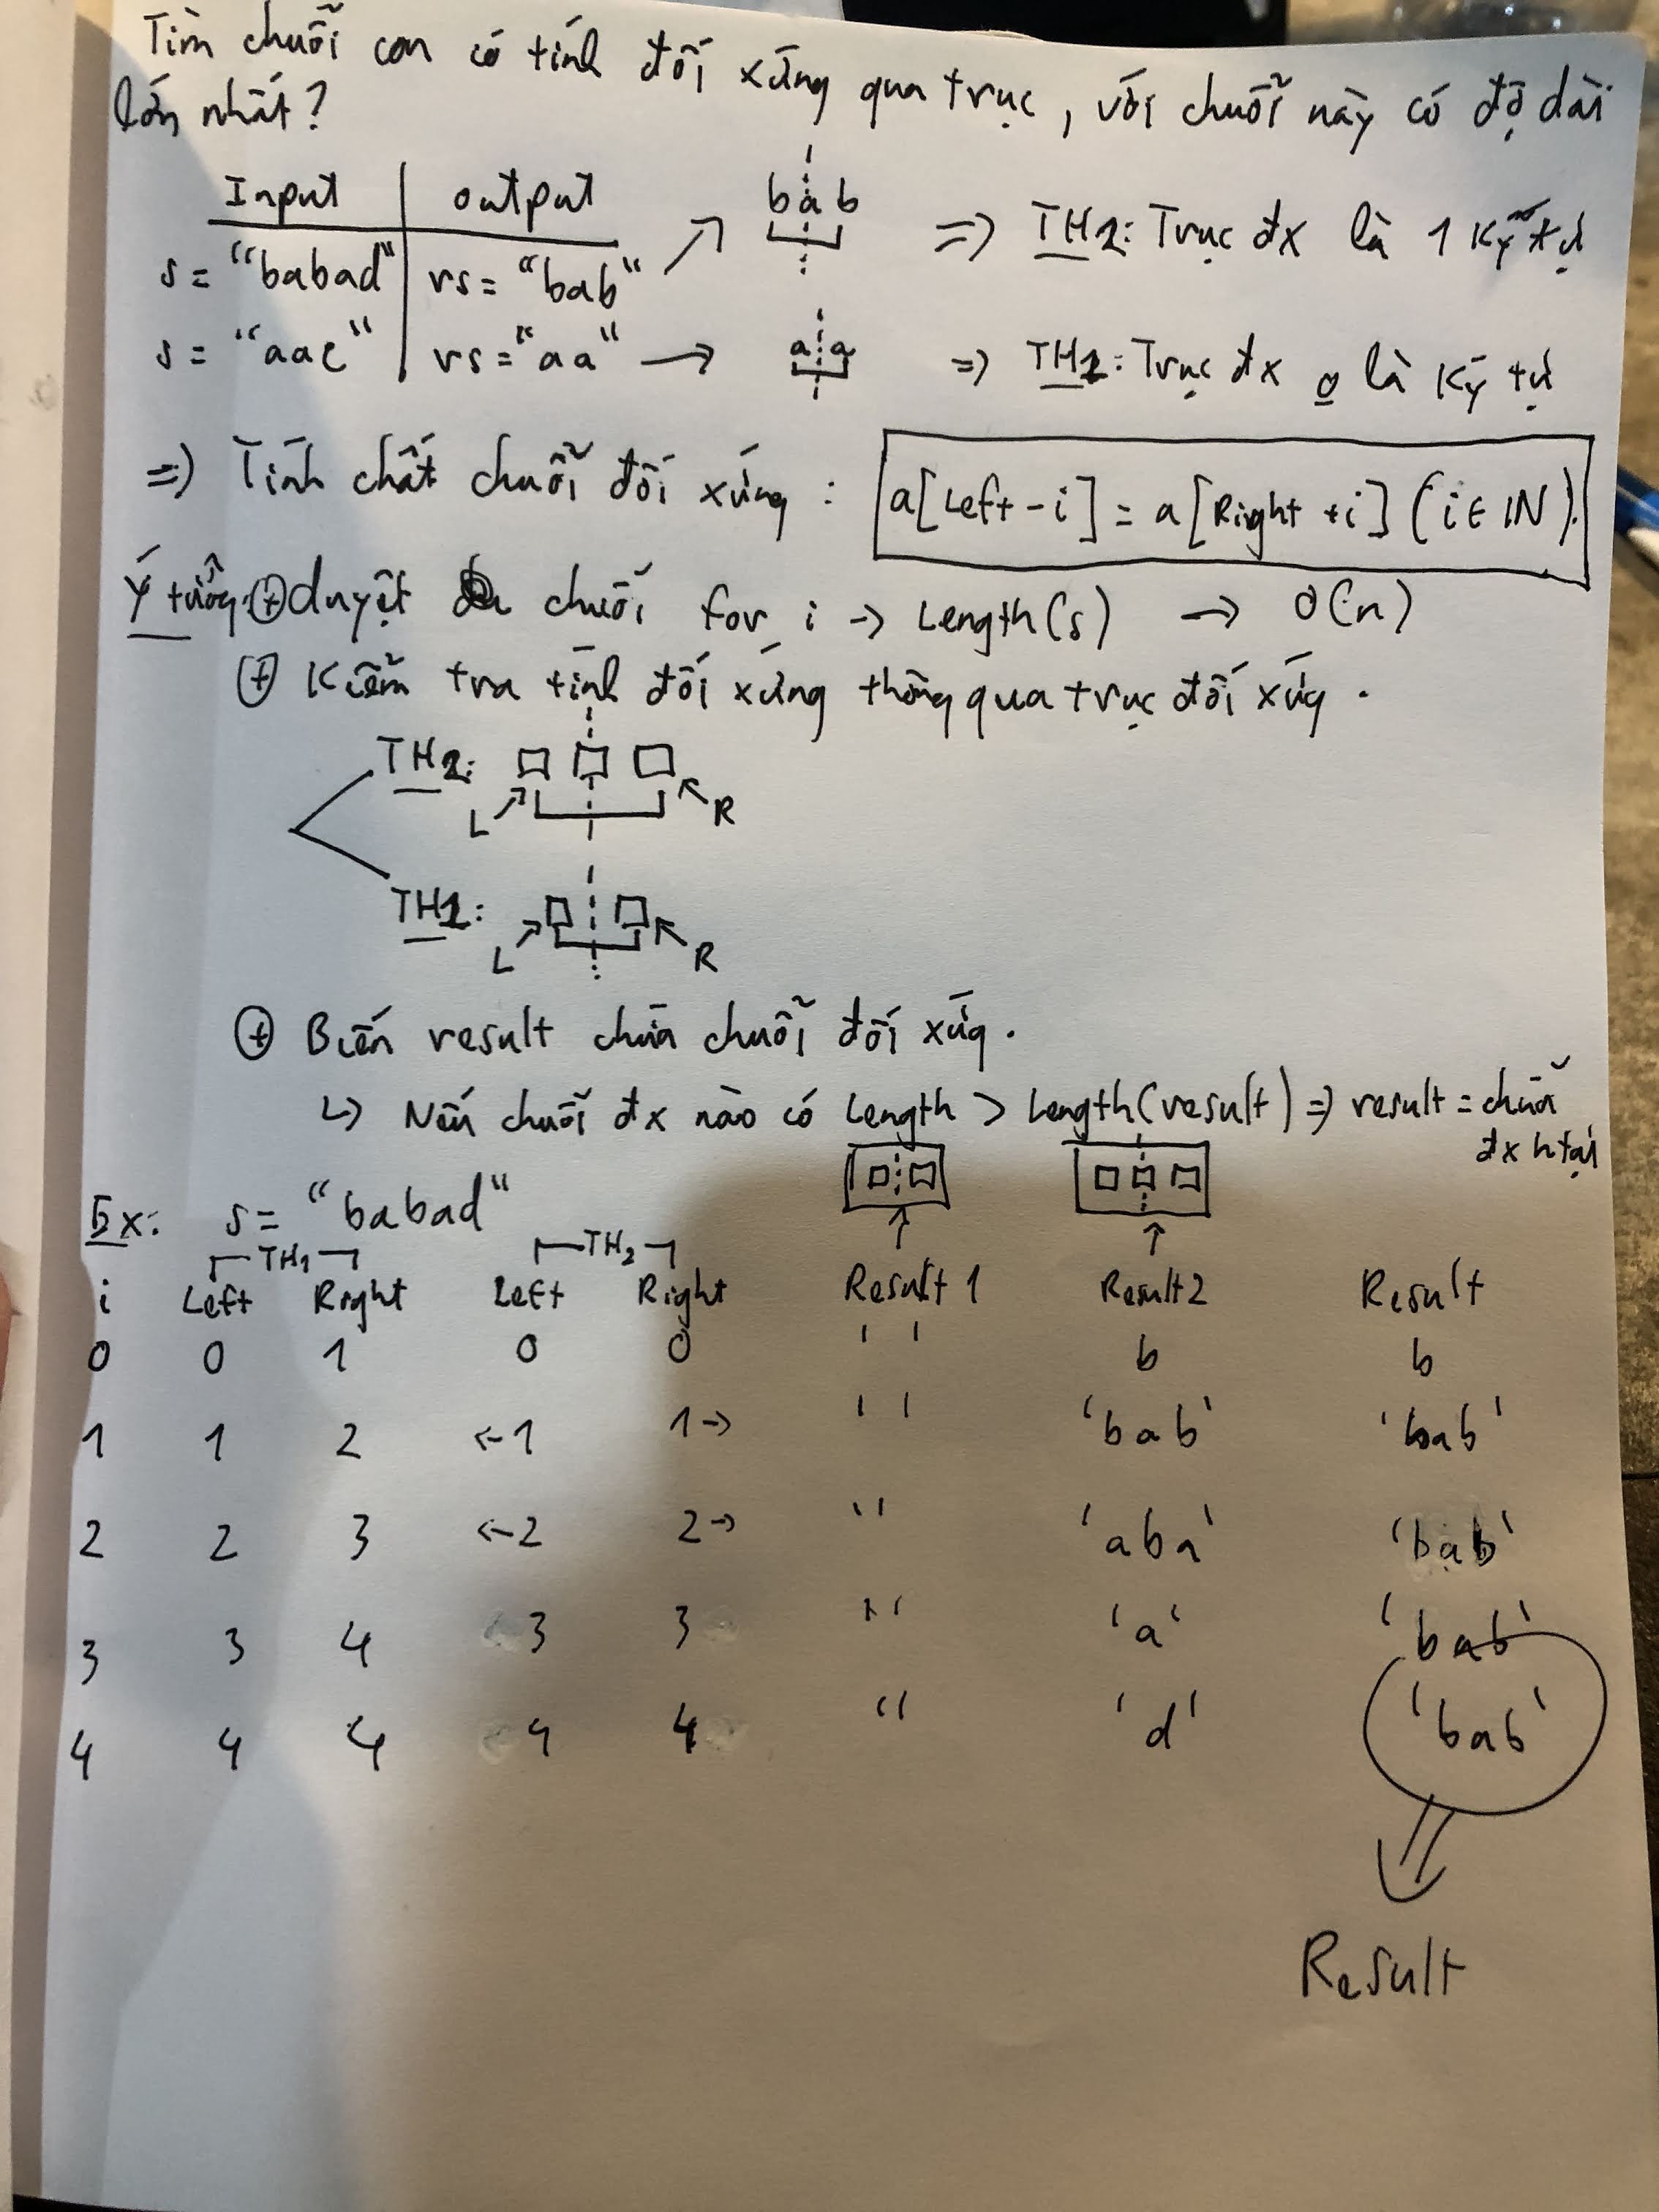 Tìm chuỗi con có tính đối xứng qua trục, với chuỗi này có độ dài
lớn nhất?
Input output
s = "babad" rs = "bab" b a b => TH2: Trục đx là 1 Ký tự
s = "aac" rs = "aa" a a => TH1: Trục đx o là Ký tự
=> Tính chất chuỗi đối xứng : a[Left - i] = a[Right + i] (i ∈ IN).
Ý tưởng: + duyệt chuỗi for i -> Length(s) -> O(n)
+ Kiểm tra tính đối xứng thông qua trục đối xứng.
TH2:
L R
TH1:
L R
+ Biến result chứa chuỗi đối xứng.
↳ Nếu chuỗi đx nào có Length > Length(result) => result = chuỗi
đx h tại
Ex: s = "babad"
TH1 TH2
i Left Right Left Right Result 1 Result 2 Result
0 0 1 0 0 ' ' b b
1 1 2 <-1 1-> ' ' 'bab' 'bab'
2 2 3 <-2 2-> '' 'aba' 'bab'
3 3 4 3 3 '' 'a' 'bab'
4 4 4 4 4 '' 'd' 'bab'
Result